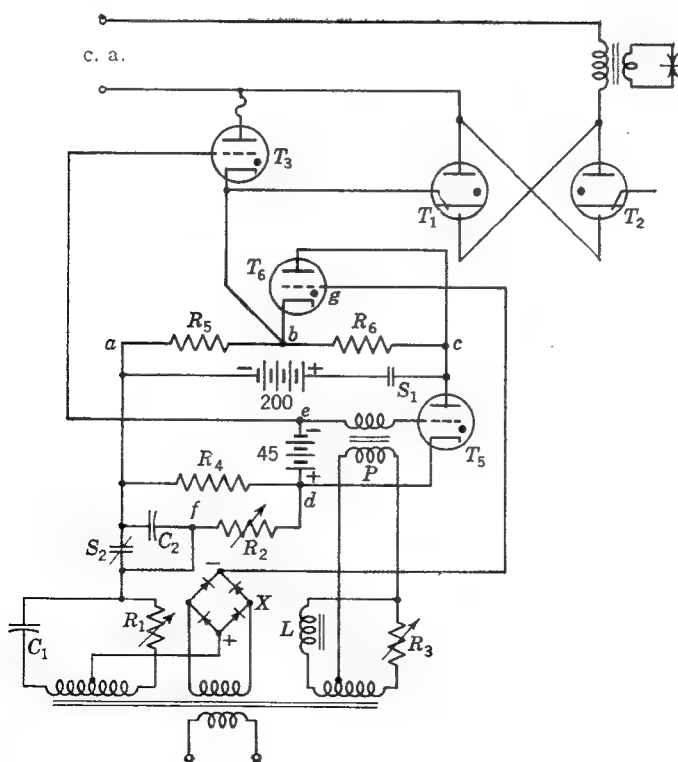 c. a.
T3
T1
T2
T6
g
R5
b
R6
a
c
− +
S1
200
e
−
T5
45
R4
+
P
d
f
C2
R2
S2
−
X
R1
L
R3
C1
+